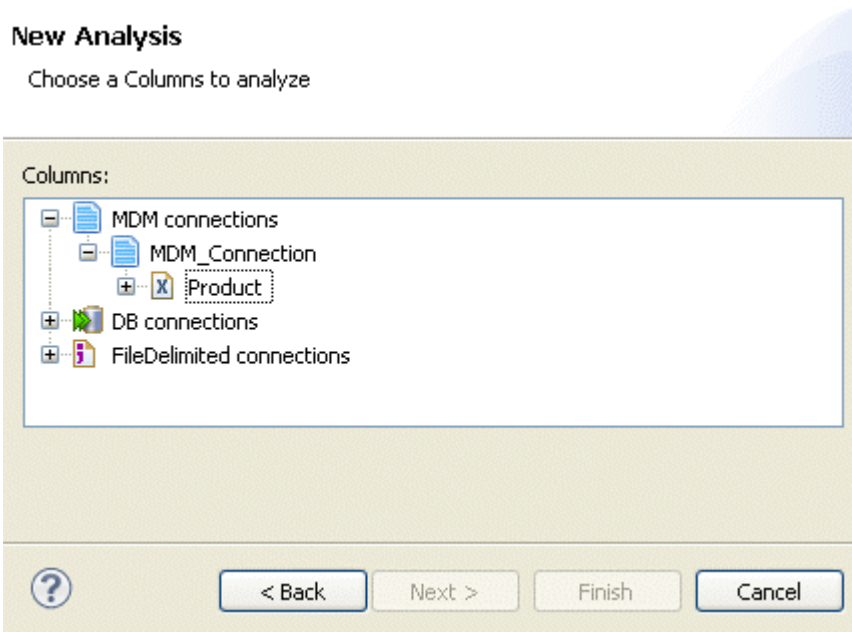 New Analysis
Choose a Columns to analyze
Columns:
MDM connections
MDM_Connection
X Product
DB connections
FileDelimited connections
? < Back Next > Finish Cancel